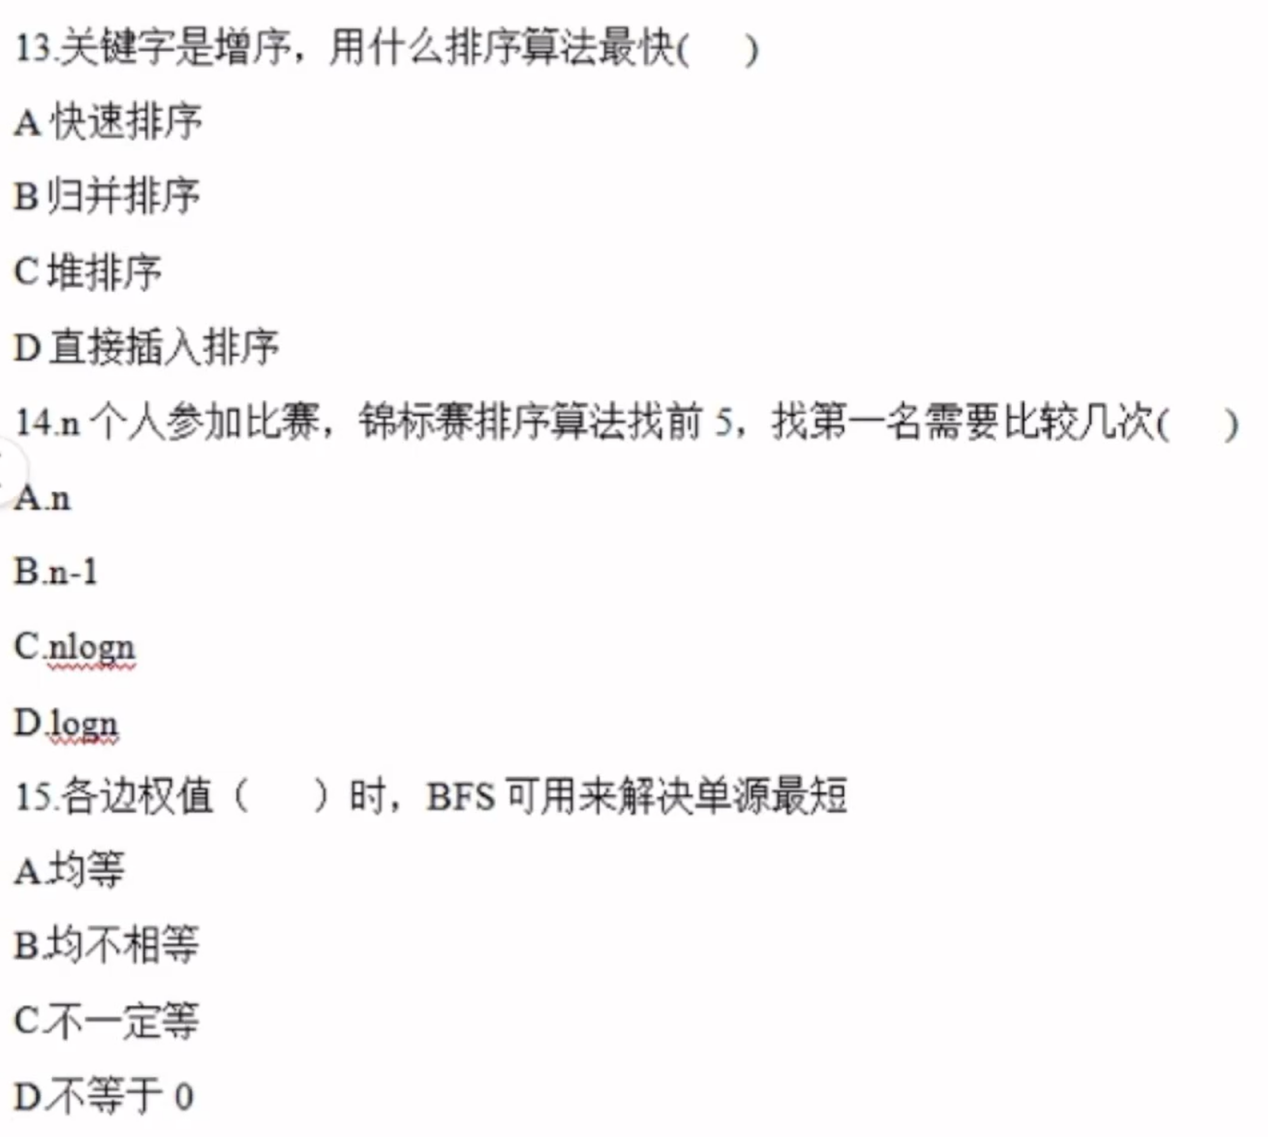 13.关键字是增序，用什么排序算法最快(　)
A 快速排序
B 归并排序
C 堆排序
D 直接插入排序
14.n 个人参加比赛，锦标赛排序算法找前 5，找第一名需要比较几次(　)
A.n
B.n-1
C.nlogn
D.logn
15.各边权值（　）时，BFS 可用来解决单源最短
A.均等
B.均不相等
C.不一定等
D.不等于 0